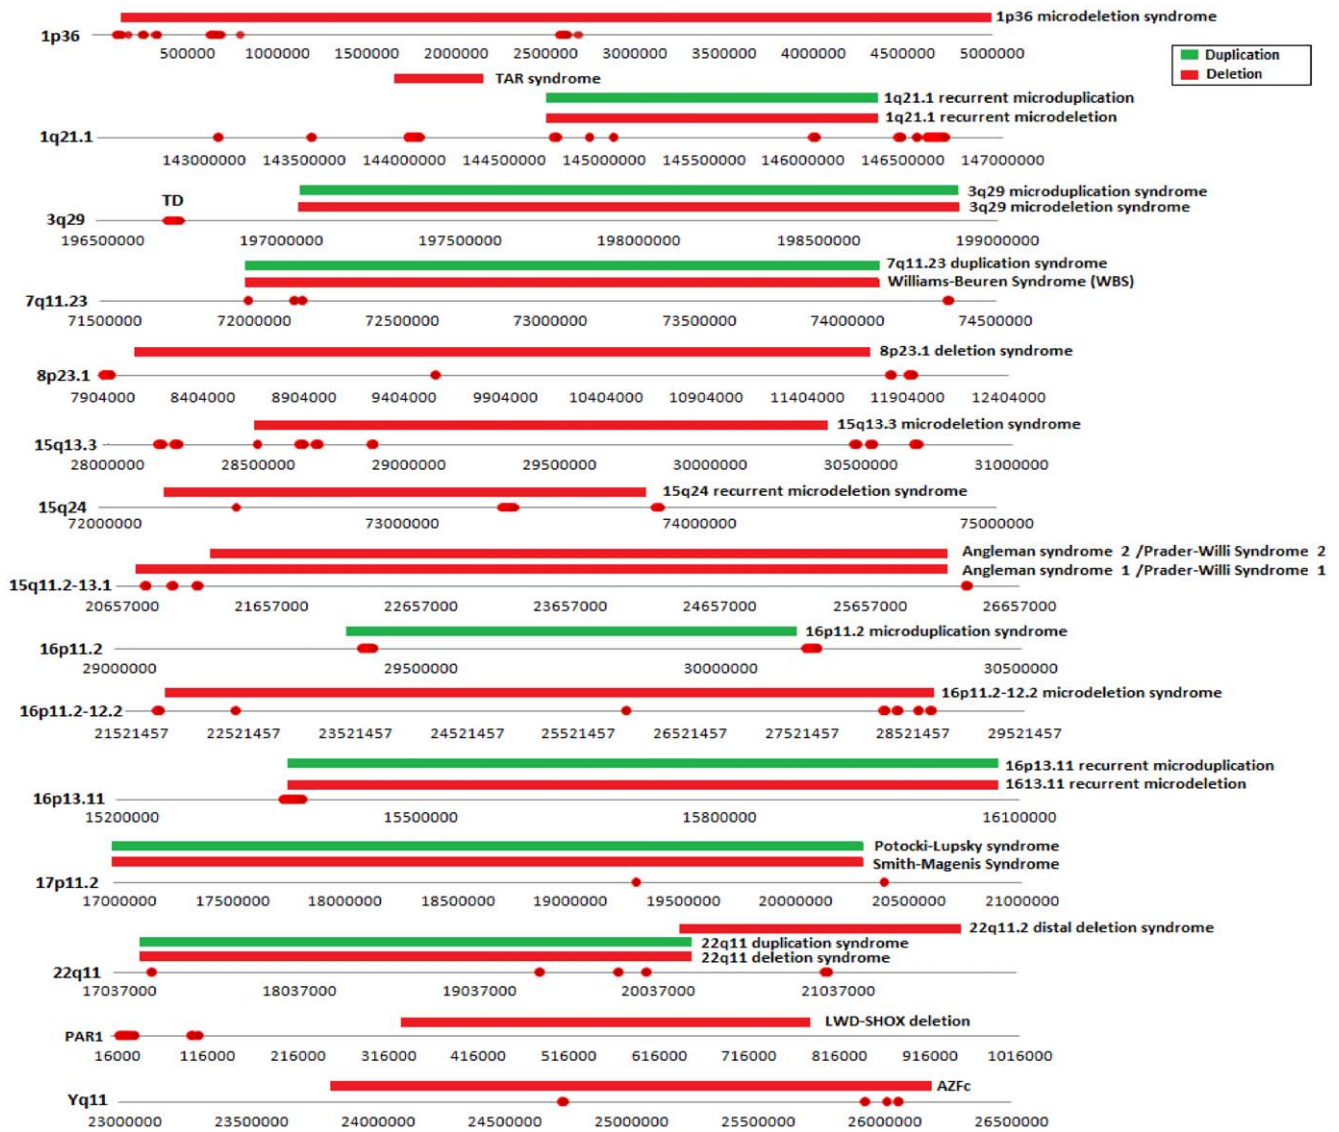 1p36 microdeletion syndrome
1p36
500000 1000000 1500000 2000000 2500000 3000000 3500000 4000000 4500000 5000000
Duplication
Deletion
TAR syndrome
1q21.1 recurrent microduplication
1q21.1 recurrent microdeletion
1q21.1
143000000 143500000 144000000 144500000 145000000 145500000 146000000 146500000 147000000
3q29 microduplication syndrome
TD
3q29 microdeletion syndrome
3q29
196500000 197000000 197500000 198000000 198500000 199000000
7q11.23 duplication syndrome
Williams-Beuren Syndrome (WBS)
7q11.23
71500000 72000000 72500000 73000000 73500000 74000000 74500000
8p23.1 deletion syndrome
8p23.1
7904000 8404000 8904000 9404000 9904000 10404000 10904000 11404000 11904000 12404000
15q13.3 microdeletion syndrome
15q13.3
28000000 28500000 29000000 29500000 30000000 30500000 31000000
15q24 recurrent microdeletion syndrome
15q24
72000000 73000000 74000000 75000000
Angleman syndrome 2 /Prader-Willi Syndrome 2
Angleman syndrome 1 /Prader-Willi Syndrome 1
15q11.2-13.1
20657000 21657000 22657000 23657000 24657000 25657000 26657000
16p11.2 microduplication syndrome
16p11.2
29000000 29500000 30000000 30500000
16p11.2-12.2 microdeletion syndrome
16p11.2-12.2
21521457 22521457 23521457 24521457 25521457 26521457 27521457 28521457 29521457
16p13.11 recurrent microduplication
1613.11 recurrent microdeletion
16p13.11
15200000 15500000 15800000 16100000
Potocki-Lupsky syndrome
Smith-Magenis Syndrome
17p11.2
17000000 17500000 18000000 18500000 19000000 19500000 20000000 20500000 21000000
22q11.2 distal deletion syndrome
22q11 duplication syndrome
22q11 deletion syndrome
22q11
17037000 18037000 19037000 20037000 21037000
LWD-SHOX deletion
PAR1
16000 116000 216000 316000 416000 516000 616000 716000 816000 916000 1016000
AZFc
Yq11
23000000 23500000 24000000 24500000 25000000 25500000 26000000 26500000